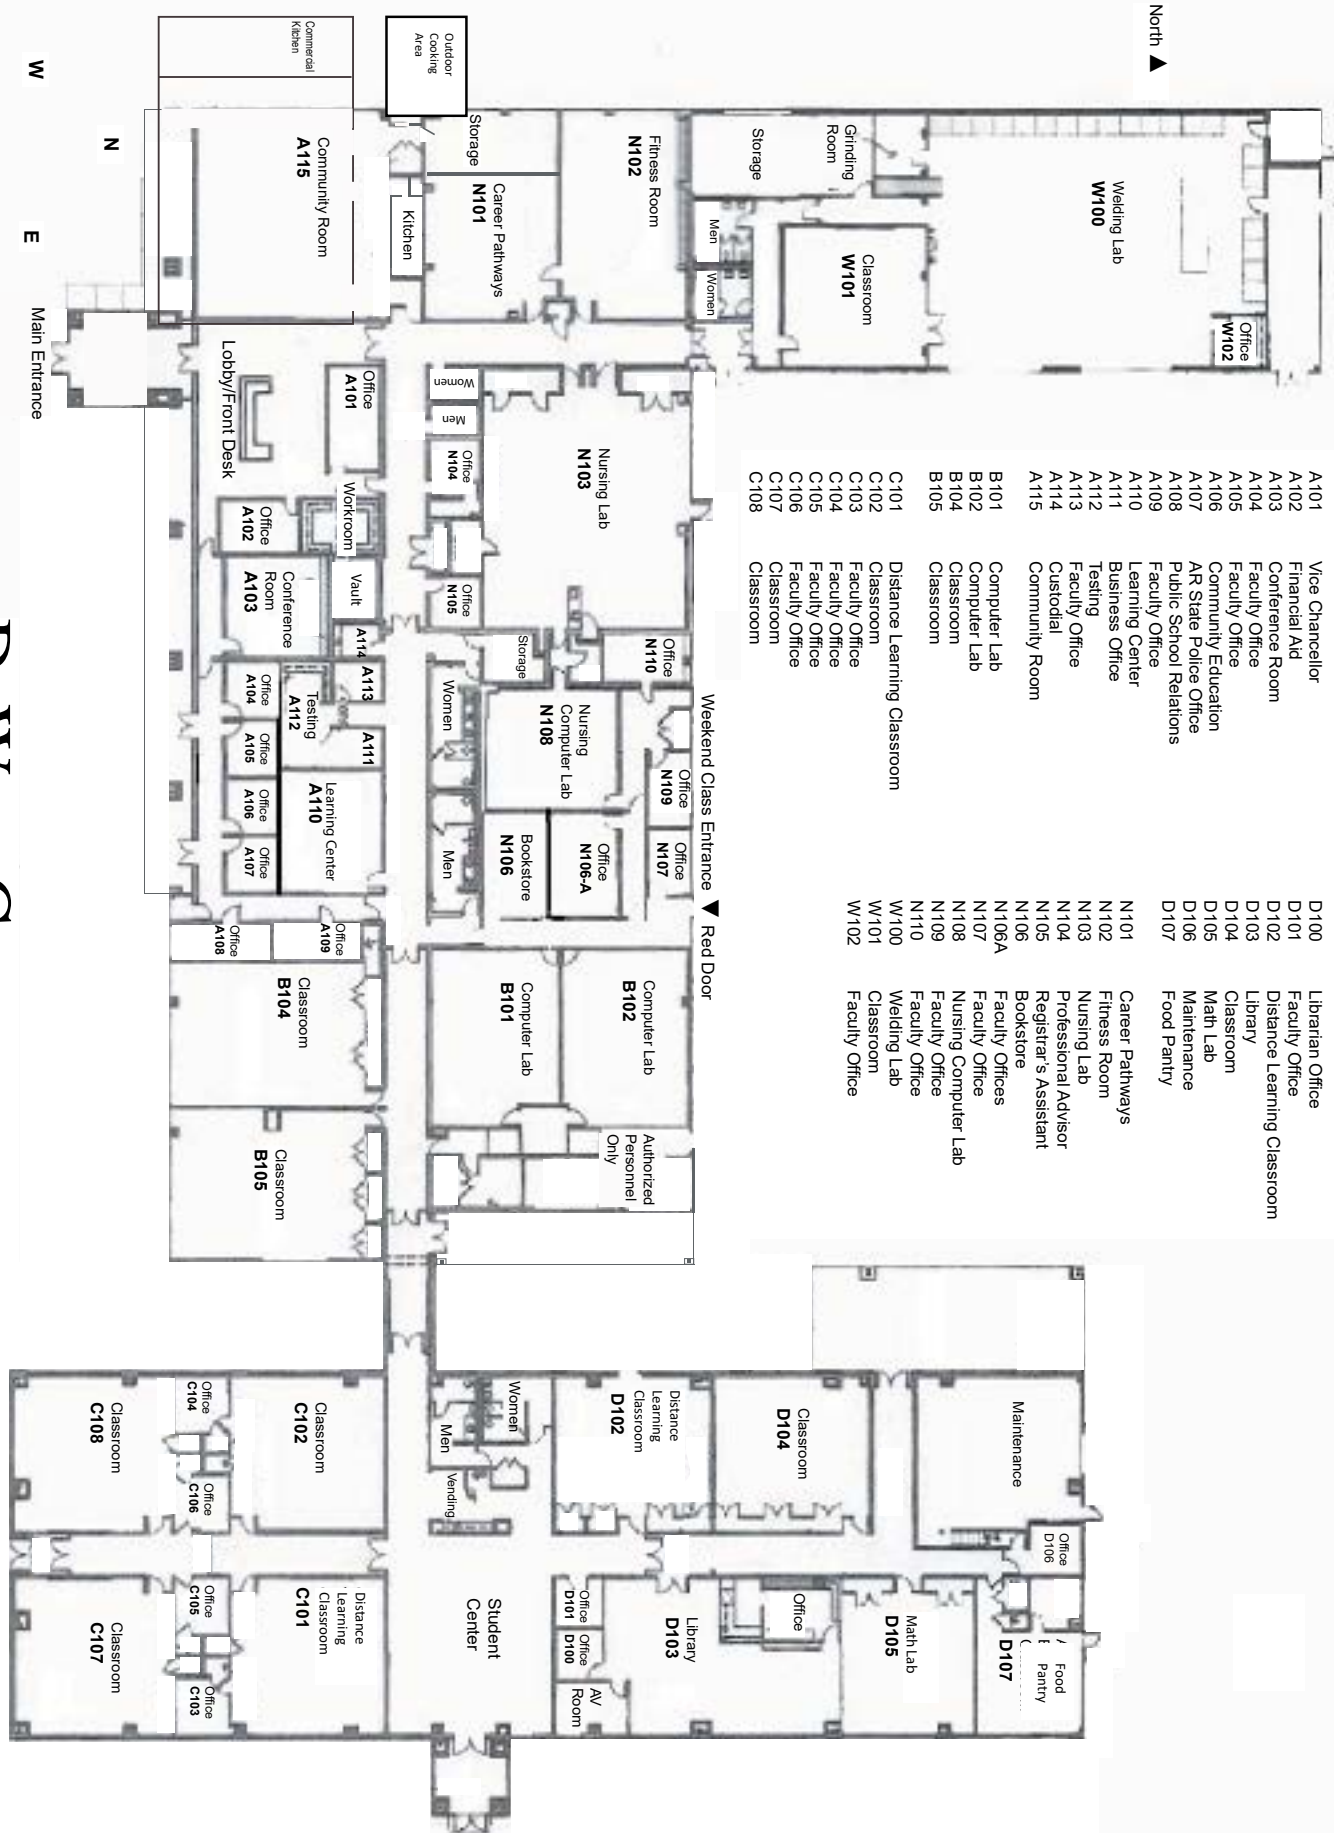 North ▲
A101 Vice Chancellor
A102 Financial Aid
A103 Conference Room
A104 Faculty Office
A105 Faculty Office
A106 Community Education
A107 AR State Police Office
A108 Public School Relations
A109 Faculty Office
A110 Learning Center
A111 Business Office
A112 Testing
A113 Faculty Office
A114 Custodial
A115 Community Room
B101 Computer Lab
B102 Computer Lab
B104 Classroom
B105 Classroom
C101 Distance Learning Classroom
C102 Classroom
C103 Faculty Office
C104 Faculty Office
C105 Faculty Office
C106 Faculty Office
C107 Classroom
C108 Classroom
D100 Librarian Office
D101 Faculty Office
D102 Distance Learning Classroom
D103 Library
D104 Classroom
D105 Math Lab
D106 Maintenance
D107 Food Pantry
N101 Career Pathways
N102 Fitness Room
N103 Nursing Lab
N104 Professional Advisor
N105 Registrar's Assistant
N106 Bookstore
N106A Faculty Offices
N107 Faculty Office
N108 Nursing Computer Lab
N109 Faculty Office
N110 Faculty Office
W100 Welding Lab
W101 Classroom
W102 Faculty Office
Welding Lab
W100
Office
W102
Grinding
Room
Storage
Classroom
W101
Men
Women
Fitness Room
N102
Storage
Career Pathways
N101
Outdoor
Cooking
Area
Kitchen
Commercial
Kitchen
Community Room
A115
Weekend Class Entrance ▼ Red Door
Nursing Lab
N103
Women
Men
Office
N104
Office
N105
Office
N110
Storage
Nursing
Computer Lab
N108
Office
N109
Office
N107
Office
N106-A
Bookstore
N106
Women
Men
Office
A101
Lobby/Front Desk
Workroom
Office
A102
Vault
Conference
Room
A103
A114
A113
A111
Testing
A112
Learning Center
A110
Office
A104
Office
A105
Office
A106
Office
A107
Office
A108
Office
A109
Computer Lab
B102
Computer Lab
B101
Authorized
Personnel
Only
Classroom
B104
Classroom
B105
Maintenance
Office
D106
Food
Pantry
D107
Classroom
D104
Math Lab
D105
Distance
Learning
Classroom
D102
Office
Library
D103
Office
D101
Office
D100
AV
Room
Women
Men
Vending
Student
Center
Classroom
C102
Distance
Learning
Classroom
C101
Office
C104
Office
C106
Office
C105
Office
C103
Classroom
C108
Classroom
C107
Main Entrance
W
N
E